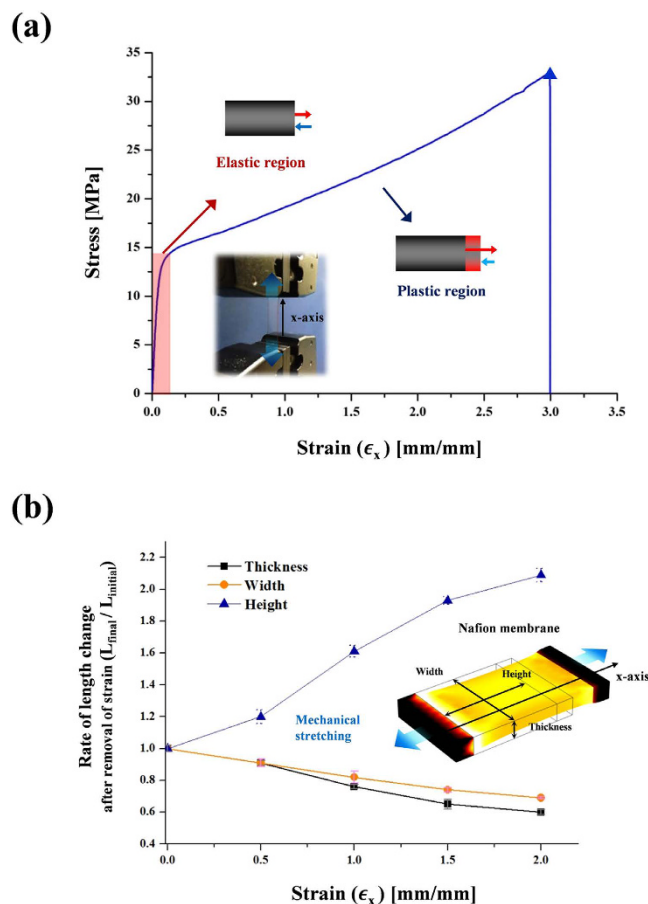 (a)
35
30
25
20
15
10
5
0
Stress [MPa]
Elastic region
Plastic region
x-axis
0.0 0.5 1.0 1.5 2.0 2.5 3.0 3.5
Strain (ϵx) [mm/mm]
(b)
2.2
2.0
1.8
1.6
1.4
1.2
1.0
0.8
0.6
0.4
Rate of length change
after removal of strain (Lfinal / Linitial)
Thickness
Width
Height
Nafion membrane
Width
Height
x-axis
Thickness
Mechanical
stretching
0.0 0.5 1.0 1.5 2.0
Strain (ϵx) [mm/mm]